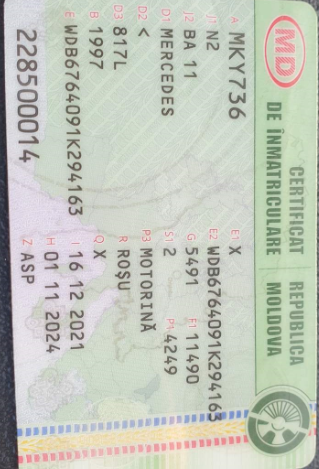 MD
CERTIFICAT REPUBLICA
DE ÎNMATRICULARE MOLDOVA
A MKY736 E1 X
J1 N2 E2 WDB6764091K294163
J2 BA 11 G 5491 F1 11490
D1 MERCEDES S1 2 P1 4249
D2 < P3 MOTORINĂ
D3 817L R ROȘU
B 1997 Q X
E WDB6764091K294163 I 16 12 2021
H 01 11 2024
228500014 Z ASP